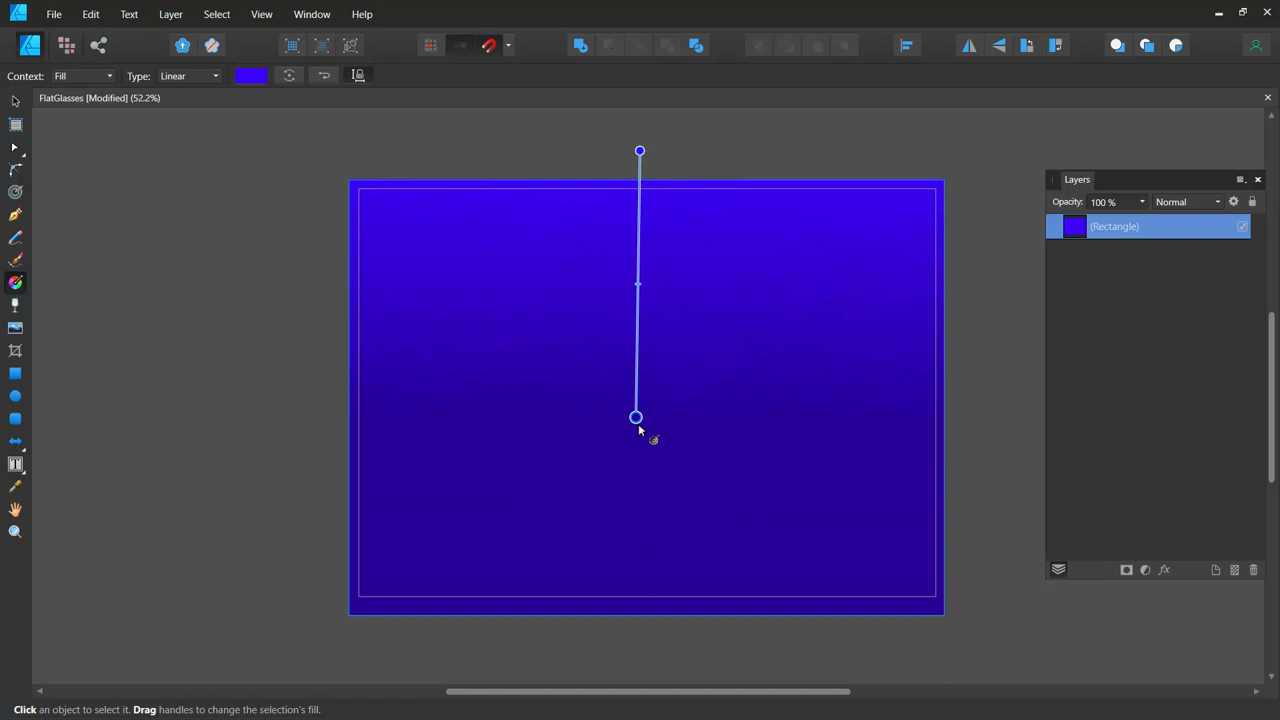 File Edit Text Layer Select View Window Help
Context: Fill Type: Linear
FlatGlasses [Modified] (52.2%)
Layers
Opacity: 100 % Normal
(Rectangle)
fx
Click an object to select it. Drag handles to change the selection's fill.